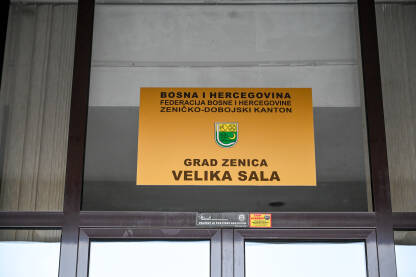 BOSNA I HERCEGOVINA
FEDERACIJA BOSNE I HERCEGOVINE
ZENIČKO-DOBOJSKI KANTON
GRAD ZENICA
VELIKA SALA